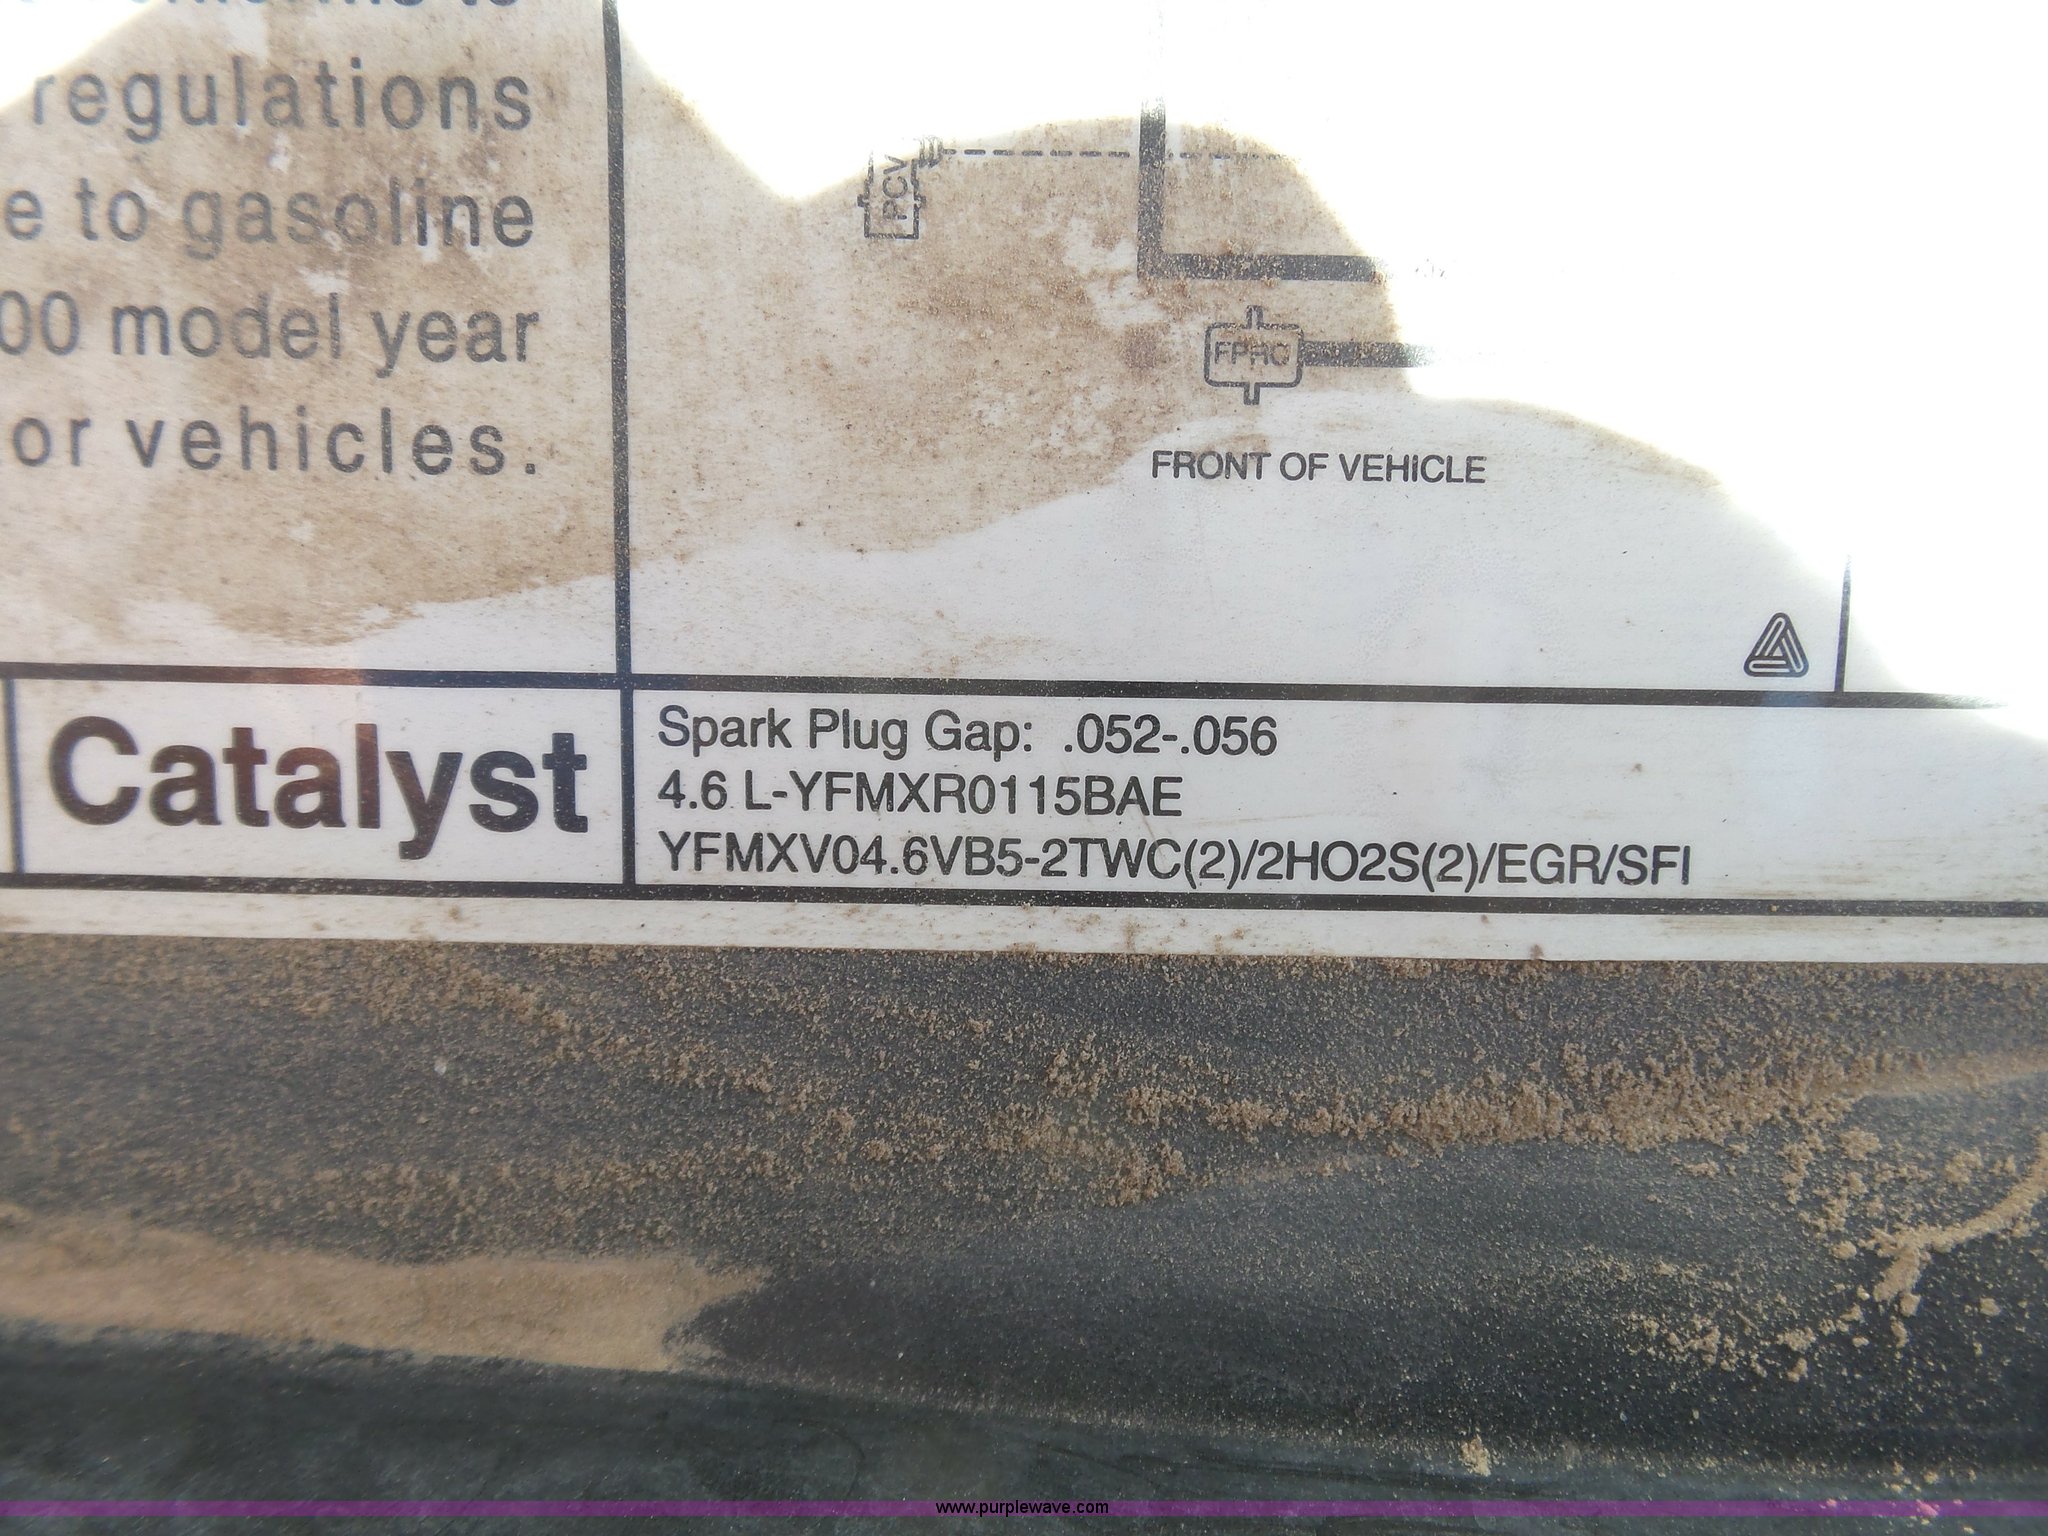 regulations
e to gasoline
00 model year
or vehicles.
PCV
FPRC
FRONT OF VEHICLE
Catalyst
Spark Plug Gap: .052-.056
4.6 L-YFMXR0115BAE
YFMXV04.6VB5-2TWC(2)/2HO2S(2)/EGR/SFI
www.purplewave.com